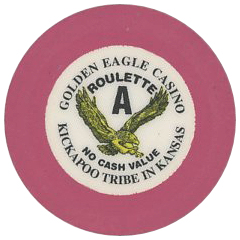 GOLDEN EAGLE CASINO
ROULETTE
A
NO CASH VALUE
KICKAPOO TRIBE IN KANSAS